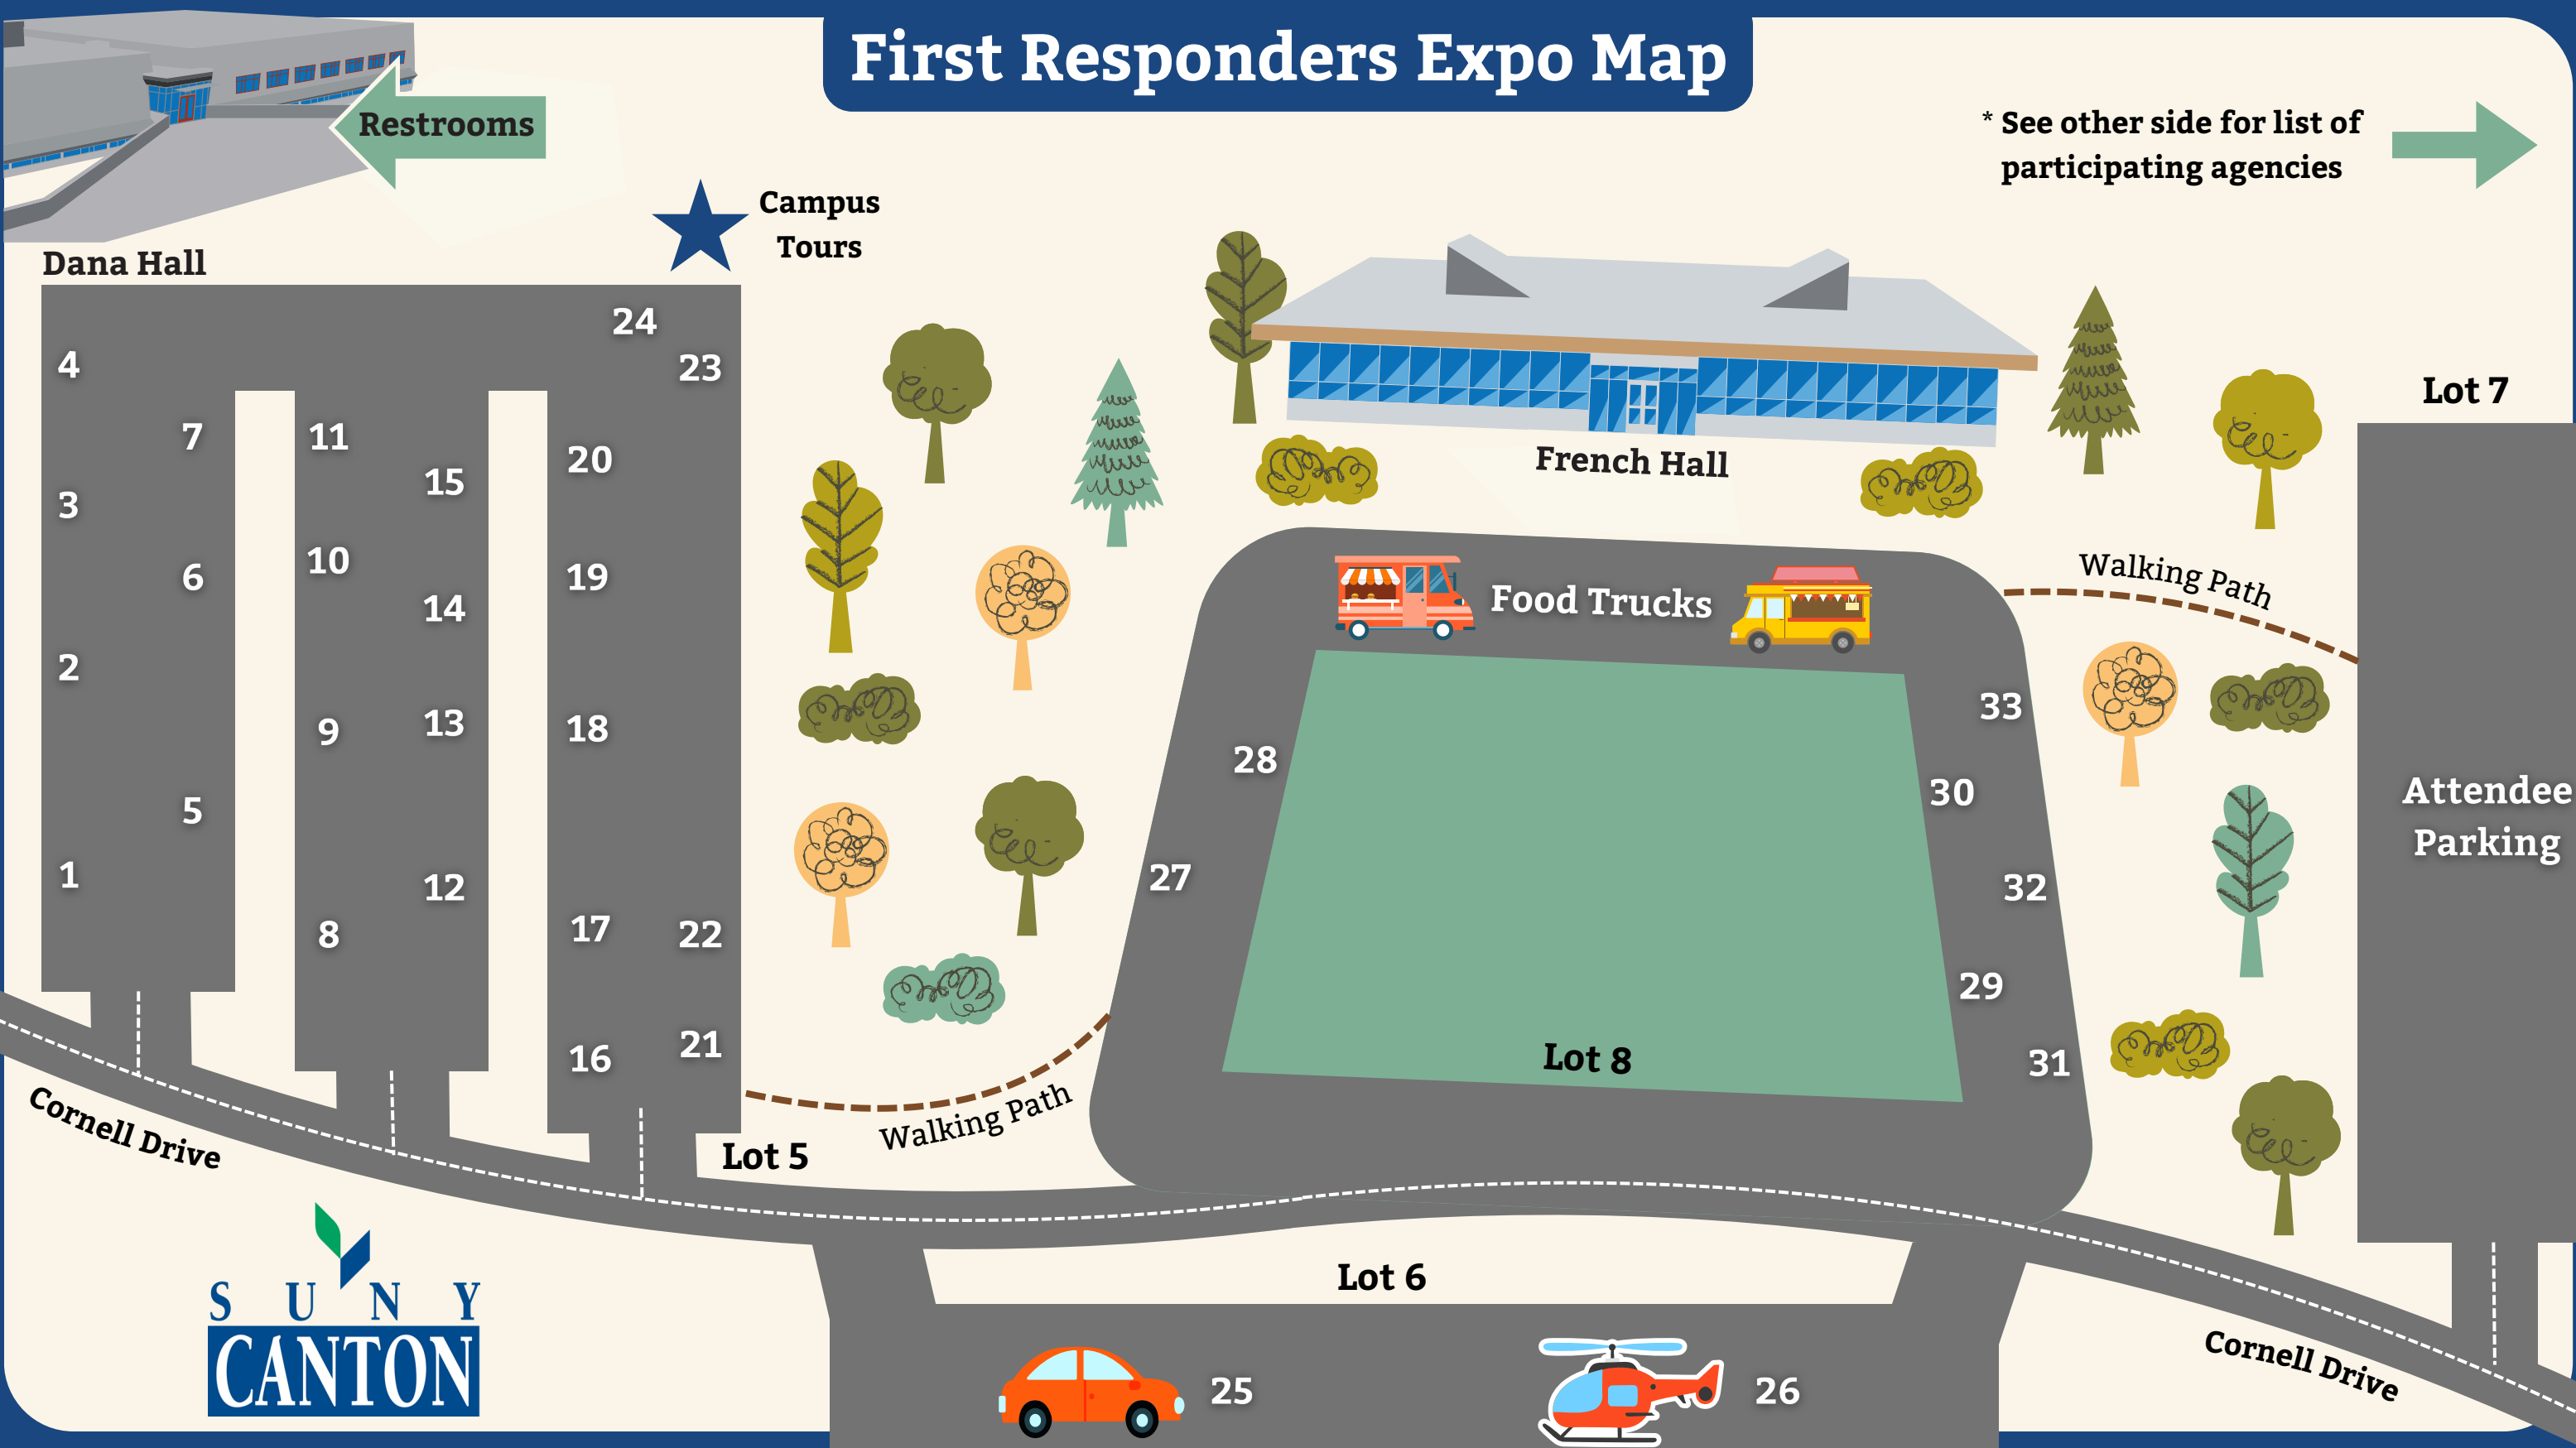 First Responders Expo Map
Restrooms
* See other side for list of
participating agencies
Campus
Tours
Dana Hall
24
4
23
7
11
15
20
3
10
6
19
14
2
9
13
18
5
1
12
8
17
22
16
21
French Hall
Lot 7
Food Trucks
Walking Path
33
28
30
Attendee
Parking
27
32
29
Lot 8
31
Walking Path
Lot 5
Cornell Drive
Lot 6
SUNY
CANTON
25
26
Cornell Drive